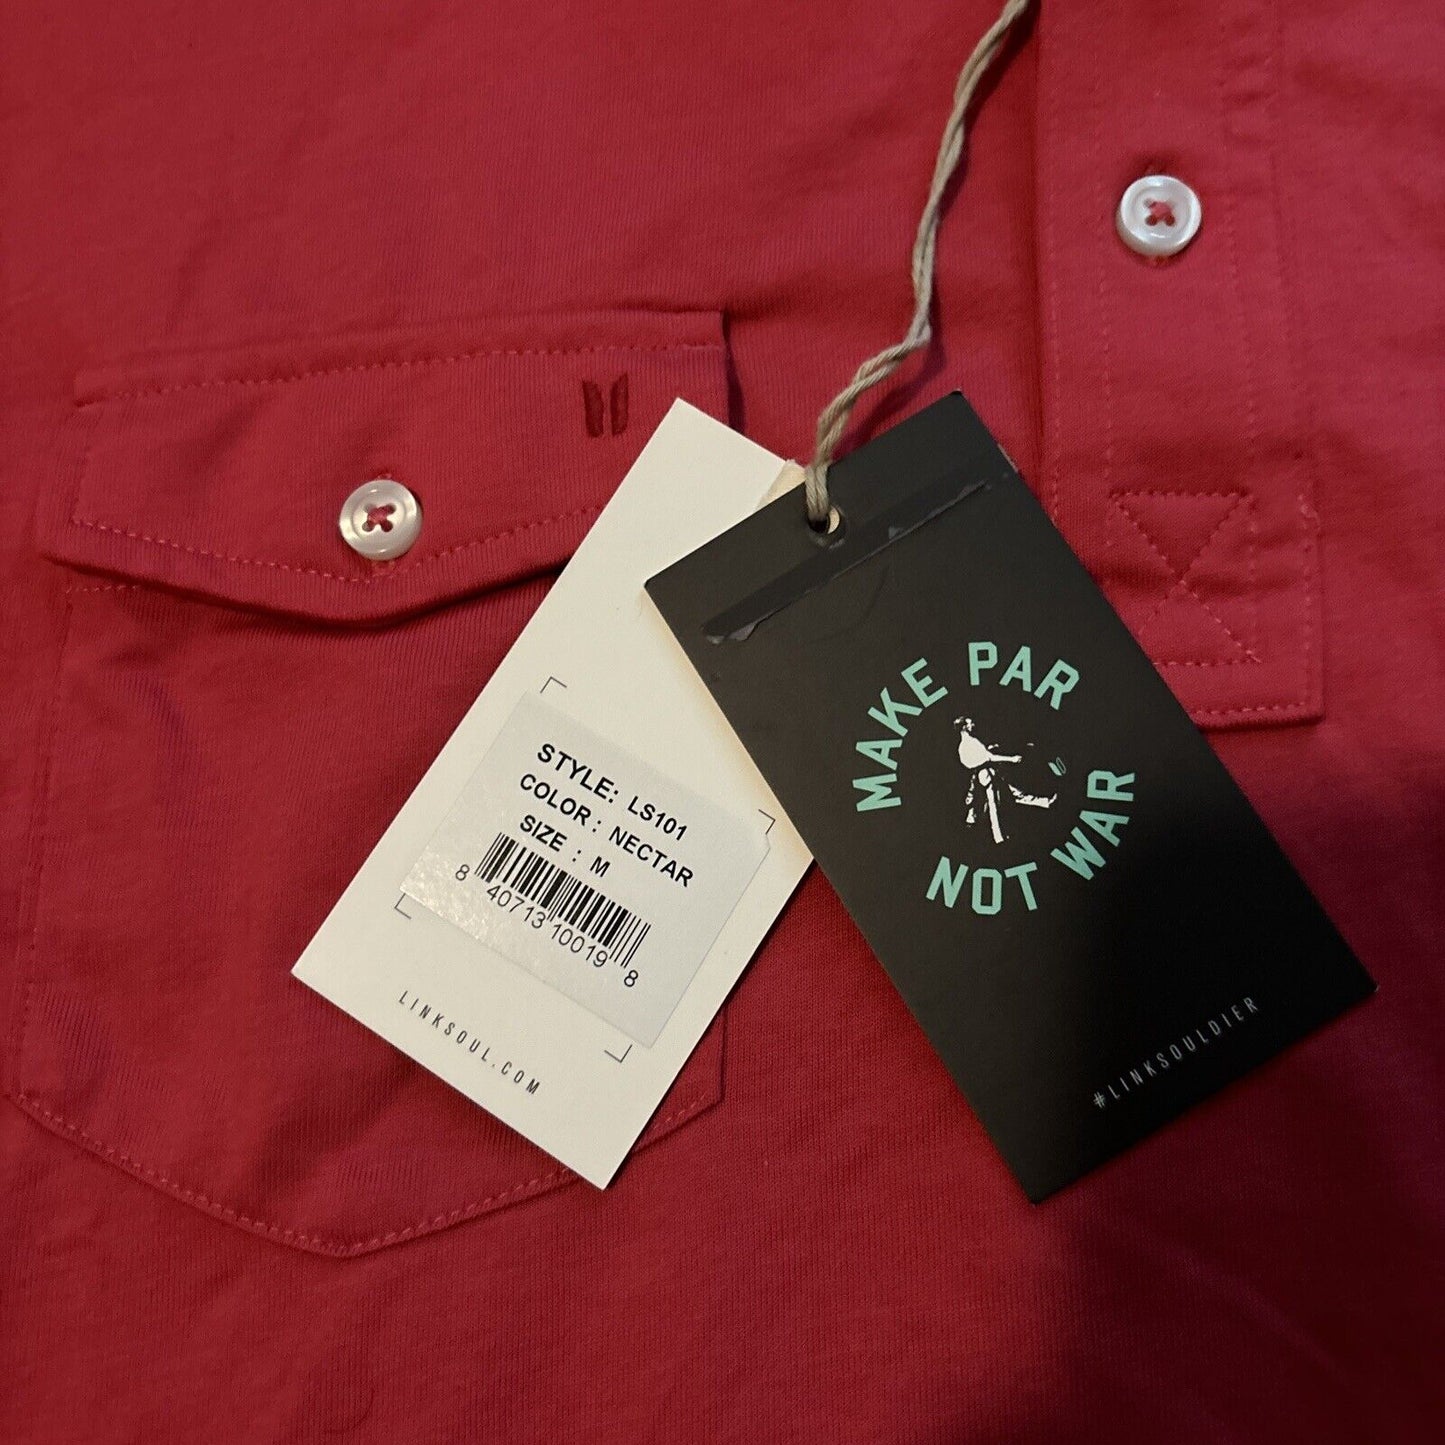 STYLE: LS101
COLOR: NECTAR
SIZE : M
8 40713 10019 8
LINKSOUL.COM
MAKE PAR
NOT WAR
#LINKSOULDIER